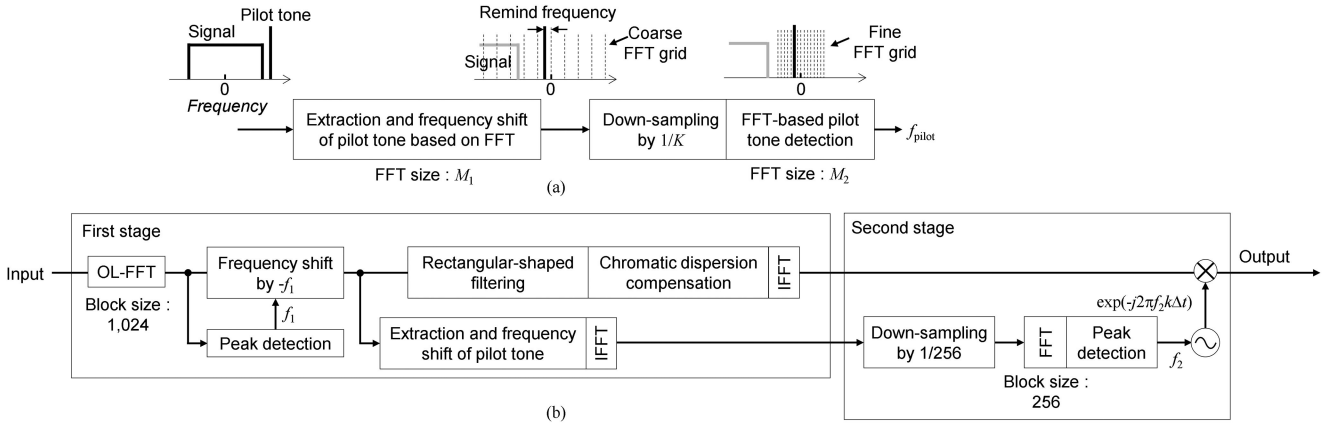 Pilot tone
Signal
0
Frequency
Remind frequency
Coarse
FFT grid
Signal
0
Fine
FFT grid
0
Extraction and frequency shift
of pilot tone based on FFT
FFT size : M1
Down-sampling
by 1/K
FFT-based pilot
tone detection
FFT size : M2
fpilot
(a)
First stage
Input
OL-FFT
Block size :
1,024
Frequency shift
by -f1
f1
Peak detection
Rectangular-shaped
filtering
Chromatic dispersion
compensation
IFFT
Extraction and frequency
shift of pilot tone
IFFT
Second stage
Down-sampling
by 1/256
FFT
Peak
detection
Block size :
256
f2
exp(-j2πf2kΔt)
Output
(b)